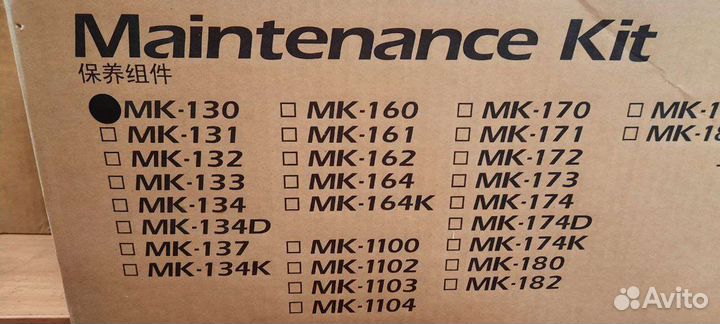 Maintenance Kit
保养组件
MK-130
MK-131
MK-132
MK-133
MK-134
MK-134D
MK-137
MK-134K
MK-160
MK-161
MK-162
MK-164
MK-164K
MK-1100
MK-1102
MK-1103
MK-1104
MK-170
MK-171
MK-172
MK-173
MK-174
MK-174D
MK-174K
MK-180
MK-182
Avito